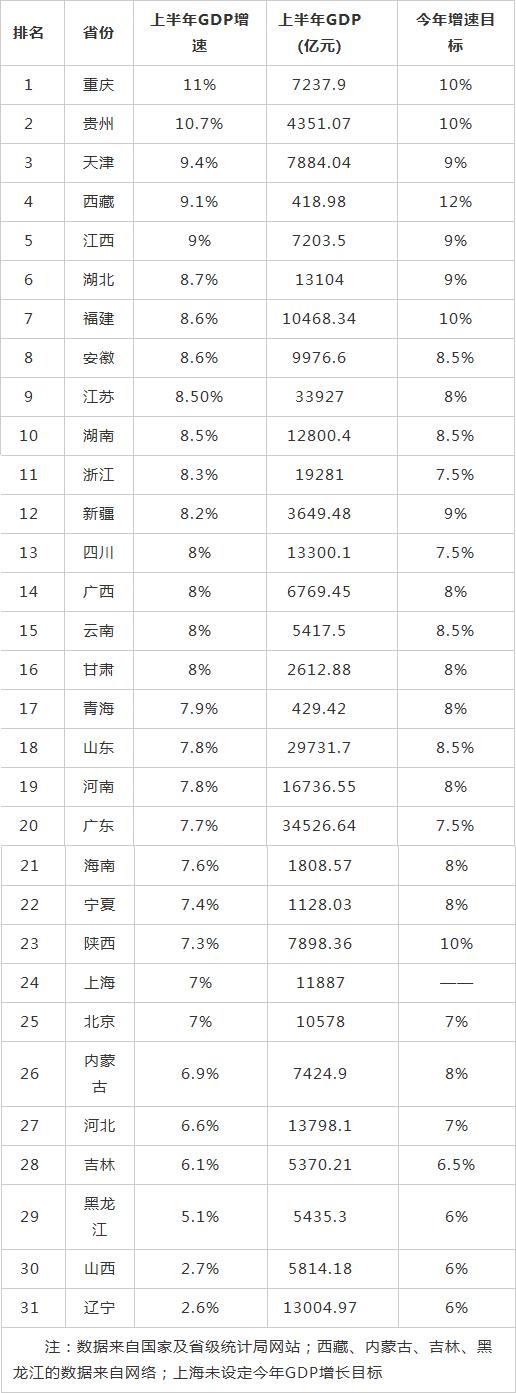 排名 省份 上半年GDP增速 上半年GDP(亿元) 今年增速目标
1 重庆 11% 7237.9 10%
2 贵州 10.7% 4351.07 10%
3 天津 9.4% 7884.04 9%
4 西藏 9.1% 418.98 12%
5 江西 9% 7203.5 9%
6 湖北 8.7% 13104 9%
7 福建 8.6% 10468.34 10%
8 安徽 8.6% 9976.6 8.5%
9 江苏 8.50% 33927 8%
10 湖南 8.5% 12800.4 8.5%
11 浙江 8.3% 19281 7.5%
12 新疆 8.2% 3649.48 9%
13 四川 8% 13300.1 7.5%
14 广西 8% 6769.45 8%
15 云南 8% 5417.5 8.5%
16 甘肃 8% 2612.88 8%
17 青海 7.9% 429.42 8%
18 山东 7.8% 29731.7 8.5%
19 河南 7.8% 16736.55 8%
20 广东 7.7% 34526.64 7.5%
21 海南 7.6% 1808.57 8%
22 宁夏 7.4% 1128.03 8%
23 陕西 7.3% 7898.36 10%
24 上海 7% 11887 ——
25 北京 7% 10578 7%
26 内蒙古 6.9% 7424.9 8%
27 河北 6.6% 13798.1 7%
28 吉林 6.1% 5370.21 6.5%
29 黑龙江 5.1% 5435.3 6%
30 山西 2.7% 5814.18 6%
31 辽宁 2.6% 13004.97 6%
注：数据来自国家及省级统计局网站；西藏、内蒙古、吉林、黑
龙江的数据来自网络；上海未设定今年GDP增长目标